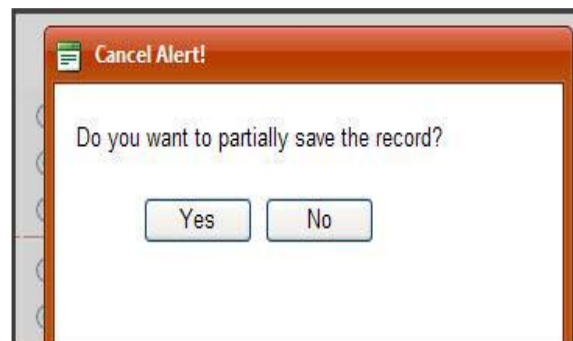 Cancel Alert!
Do you want to partially save the record?
Yes No